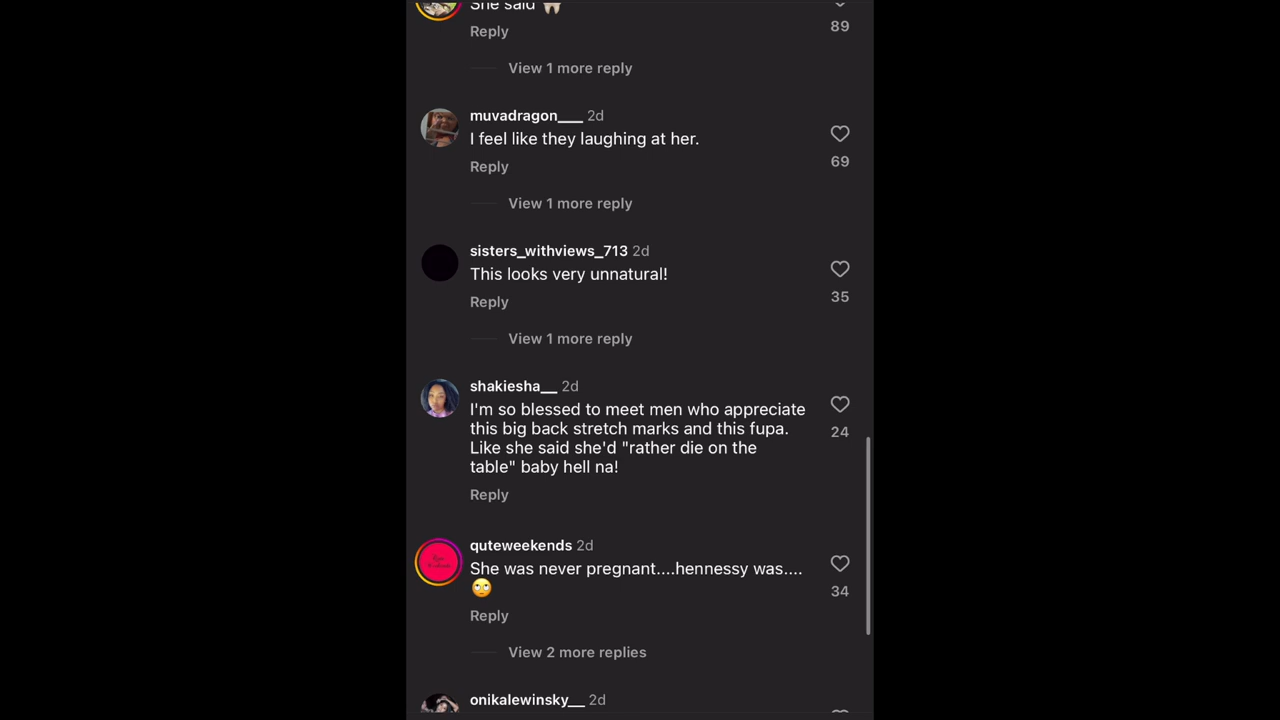 She said 🦷
89
Reply
View 1 more reply
muvadragon___ 2d
I feel like they laughing at her.
69
Reply
View 1 more reply
sisters_withviews_713 2d
This looks very unnatural!
35
Reply
View 1 more reply
shakiesha__ 2d
I'm so blessed to meet men who appreciate
this big back stretch marks and this fupa.
24
Like she said she'd "rather die on the
table" baby hell na!
Reply
quteweekends 2d
She was never pregnant....hennessy was....
🙄
34
Reply
View 2 more replies
onikalewinsky__ 2d